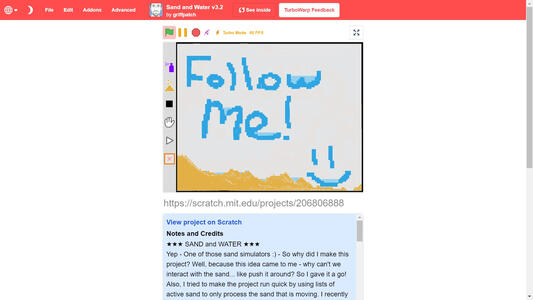 File Edit Addons Advanced
Sand and Water v3.2
by griffpatch
See inside
TurboWarp Feedback
Turbo Mode
Follow
me!
https://scratch.mit.edu/projects/206806888
View project on Scratch
Notes and Credits
★★★ SAND and WATER ★★★
Yep - One of those sand simulators :) - So why did I make this
project? Well, because this idea came to me - why can't we
interact with the sand... like push it around? So I gave it a go!
Also, I tried to make the project run quick by using lists of
active sand to only process the sand that is moving. I recently